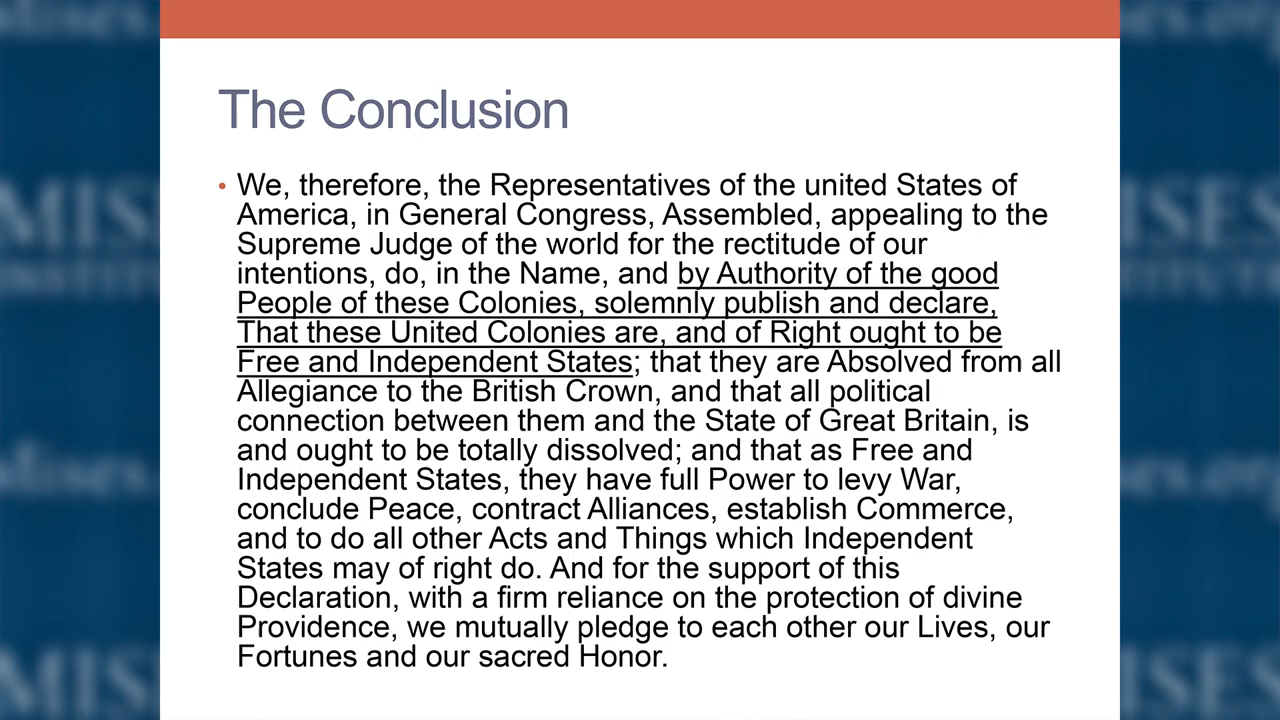 The Conclusion
• We, therefore, the Representatives of the united States of
America, in General Congress, Assembled, appealing to the
Supreme Judge of the world for the rectitude of our
intentions, do, in the Name, and by Authority of the good
People of these Colonies, solemnly publish and declare,
That these United Colonies are, and of Right ought to be
Free and Independent States; that they are Absolved from all
Allegiance to the British Crown, and that all political
connection between them and the State of Great Britain, is
and ought to be totally dissolved; and that as Free and
Independent States, they have full Power to levy War,
conclude Peace, contract Alliances, establish Commerce,
and to do all other Acts and Things which Independent
States may of right do. And for the support of this
Declaration, with a firm reliance on the protection of divine
Providence, we mutually pledge to each other our Lives, our
Fortunes and our sacred Honor.